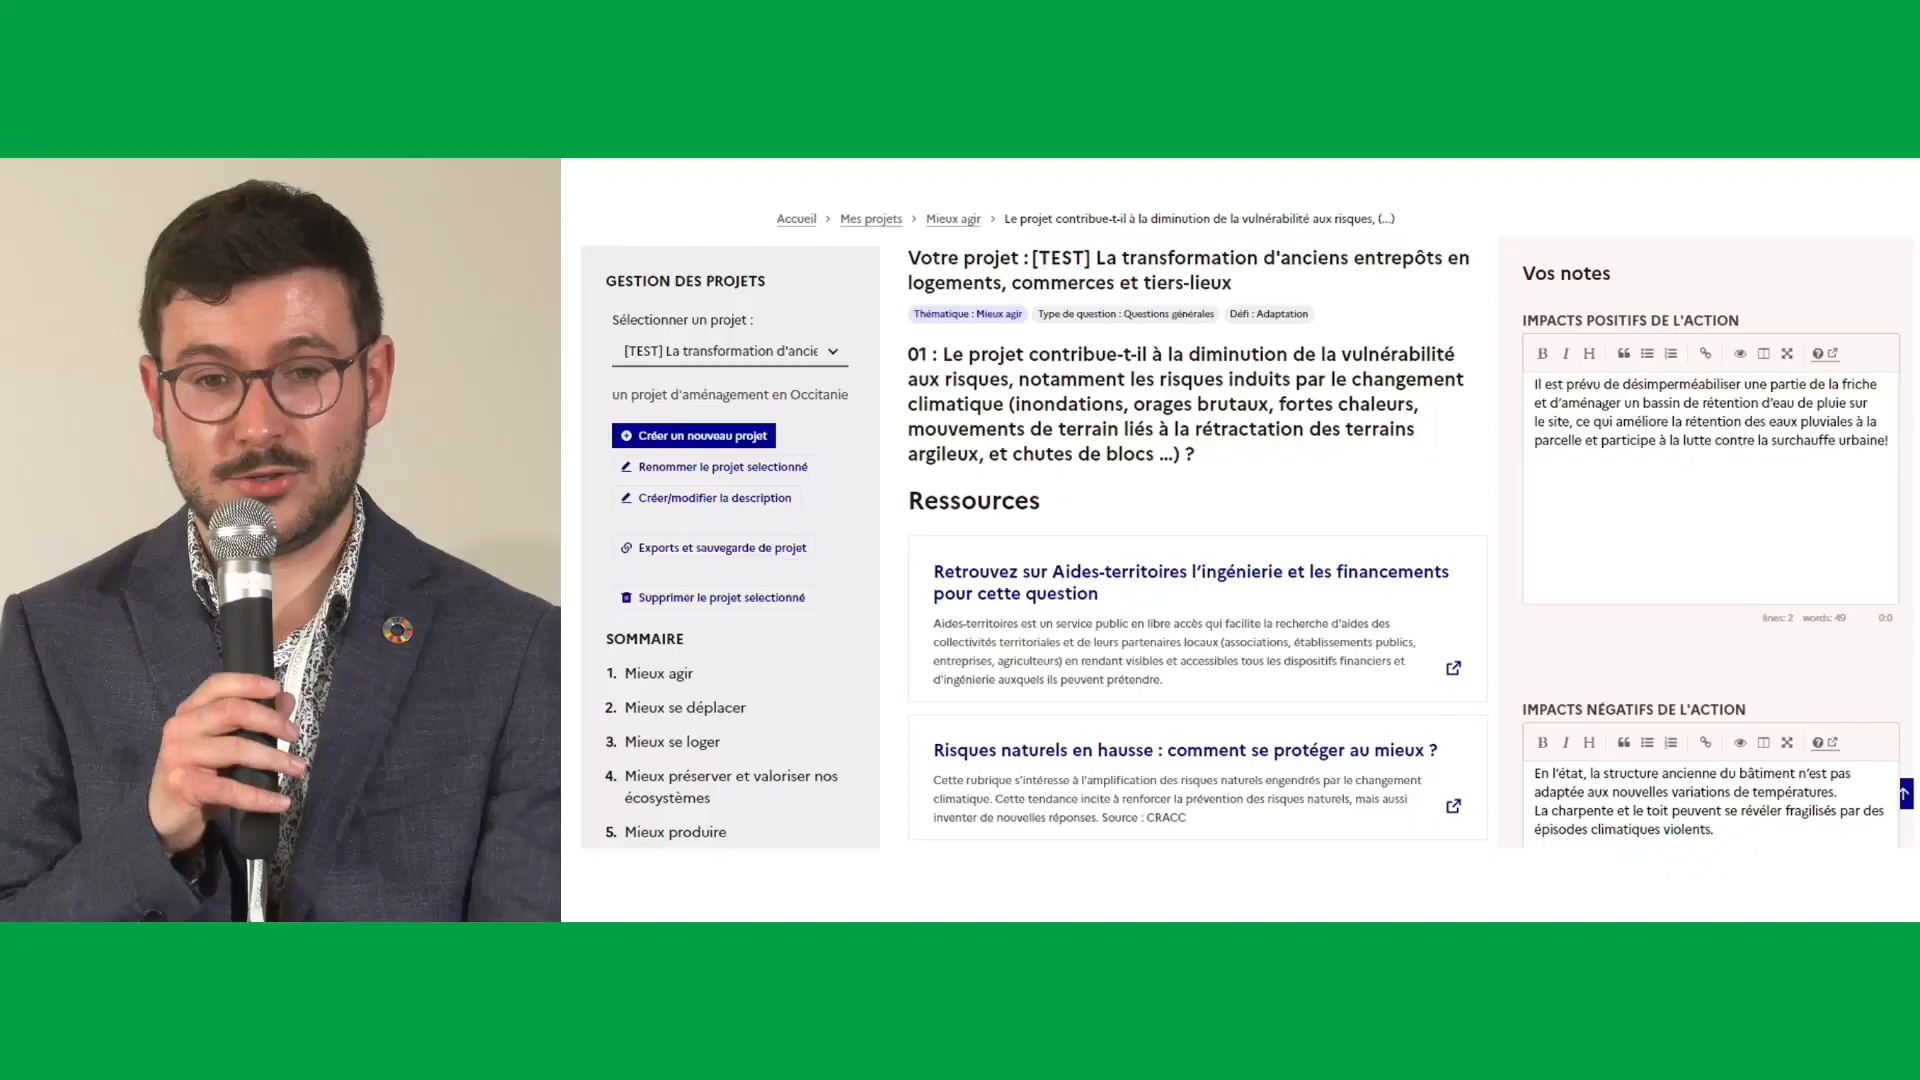 Accueil > Mes projets > Mieux agir > Le projet contribue-t-il à la diminution de la vulnérabilité aux risques, (...)
GESTION DES PROJETS
Sélectionner un projet :
[TEST] La transformation d'ancie
un projet d'aménagement en Occitanie
Créer un nouveau projet
Renommer le projet selectionné
Créer/modifier la description
Exports et sauvegarde de projet
Supprimer le projet selectionné
SOMMAIRE
1. Mieux agir
2. Mieux se déplacer
3. Mieux se loger
4. Mieux préserver et valoriser nos
écosystèmes
5. Mieux produire
Votre projet : [TEST] La transformation d'anciens entrepôts en
logements, commerces et tiers-lieux
Thématique : Mieux agir
Type de question : Questions générales
Défi : Adaptation
01 : Le projet contribue-t-il à la diminution de la vulnérabilité
aux risques, notamment les risques induits par le changement
climatique (inondations, orages brutaux, fortes chaleurs,
mouvements de terrain liés à la rétractation des terrains
argileux, et chutes de blocs ...) ?
Ressources
Retrouvez sur Aides-territoires l'ingénierie et les financements
pour cette question
Aides-territoires est un service public en libre accès qui facilite la recherche d'aides des
collectivités territoriales et de leurs partenaires locaux (associations, établissements publics,
entreprises, agriculteurs) en rendant visibles et accessibles tous les dispositifs financiers et
d'ingénierie auxquels ils peuvent prétendre.
Risques naturels en hausse : comment se protéger au mieux ?
Cette rubrique s'intéresse à l'amplification des risques naturels engendrés par le changement
climatique. Cette tendance incite à renforcer la prévention des risques naturels, mais aussi
inventer de nouvelles réponses. Source : CRACC
Vos notes
IMPACTS POSITIFS DE L'ACTION
B I H
Il est prévu de désimperméabiliser une partie de la friche
et d'aménager un bassin de rétention d'eau de pluie sur
le site, ce qui améliore la rétention des eaux pluviales à la
parcelle et participe à la lutte contre la surchauffe urbaine!
lines: 2 words: 49 0:0
IMPACTS NÉGATIFS DE L'ACTION
B I H
En l'état, la structure ancienne du bâtiment n'est pas
adaptée aux nouvelles variations de températures.
La charpente et le toit peuvent se révéler fragilisés par des
épisodes climatiques violents.